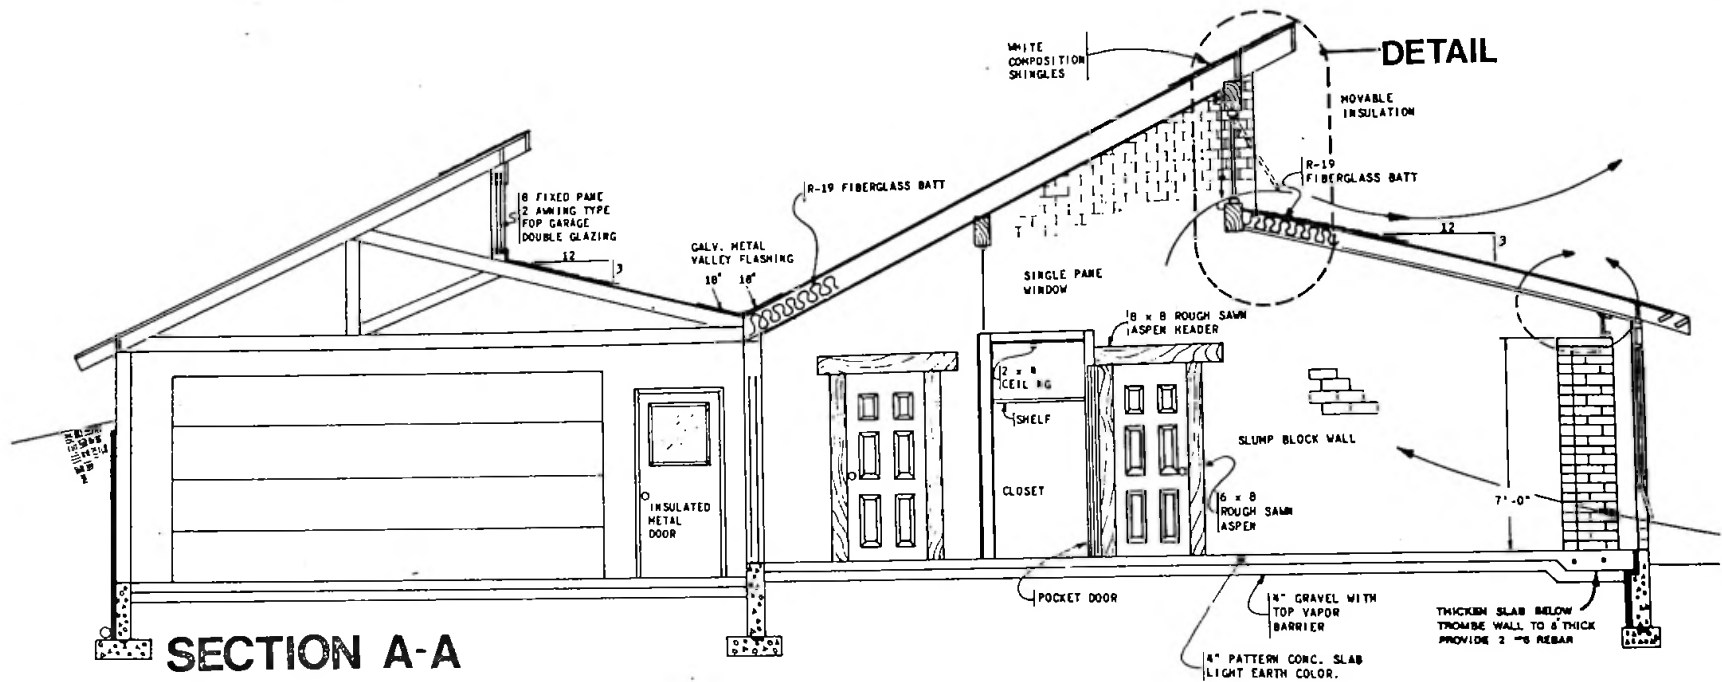 WHITE
COMPOSITION
SHINGLES
DETAIL
MOVABLE
INSULATION
R-19
FIBERGLASS BATT
12
3
8 FIXED PANE
2 AWNING TYPE
FOP GARAGE
DOUBLE GLAZING
12
3
R-19 FIBERGLASS BATT
GALV. METAL
VALLEY FLASHING
18" 18"
SINGLE PANE
WINDOW
8 x 8 ROUGH SAWN
ASPEN HEADER
2 x
SHELF
CLOSET
SLUMP BLOCK WALL
6 x 8
ROUGH SAWN
ASPEN
7'-0"
INSULATED
METAL
DOOR
POCKET DOOR
4" GRAVEL WITH
TOP VAPOR
BARRIER
THICKEN SLAB BELOW
TROMBE WALL TO 8" THICK
PROVIDE 2 REBAR
4" PATTERN CONC. SLAB
LIGHT EARTH COLOR.
SECTION A-A